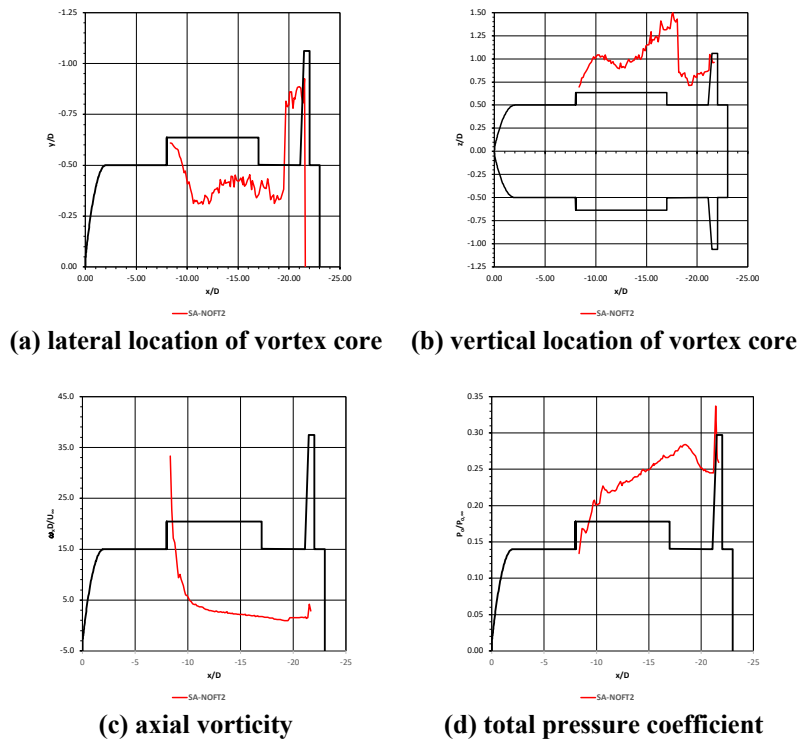 -1.25
-1.00
-0.75
-0.50
-0.25
0.00
y/D
0.00 -5.00 -10.00 -15.00 -20.00 -25.00
x/D
SA-NOFT2
(a) lateral location of vortex core
1.50
1.25
1.00
0.75
0.50
0.25
0.00
-0.25
-0.50
-0.75
-1.00
-1.25
z/D
0.00 -5.00 -10.00 -15.00 -20.00 -25.00
x/D
SA-NOFT2
(b) vertical location of vortex core
45.0
35.0
25.0
15.0
5.0
-5.0
ωₓD/U∞
0 -5 -10 -15 -20 -25
x/D
SA-NOFT2
(c) axial vorticity
0.40
0.35
0.30
0.25
0.20
0.15
0.10
0.05
0.00
Pₒ/Pₒ,∞
0 -5 -10 -15 -20 -25
x/D
SA-NOFT2
(d) total pressure coefficient